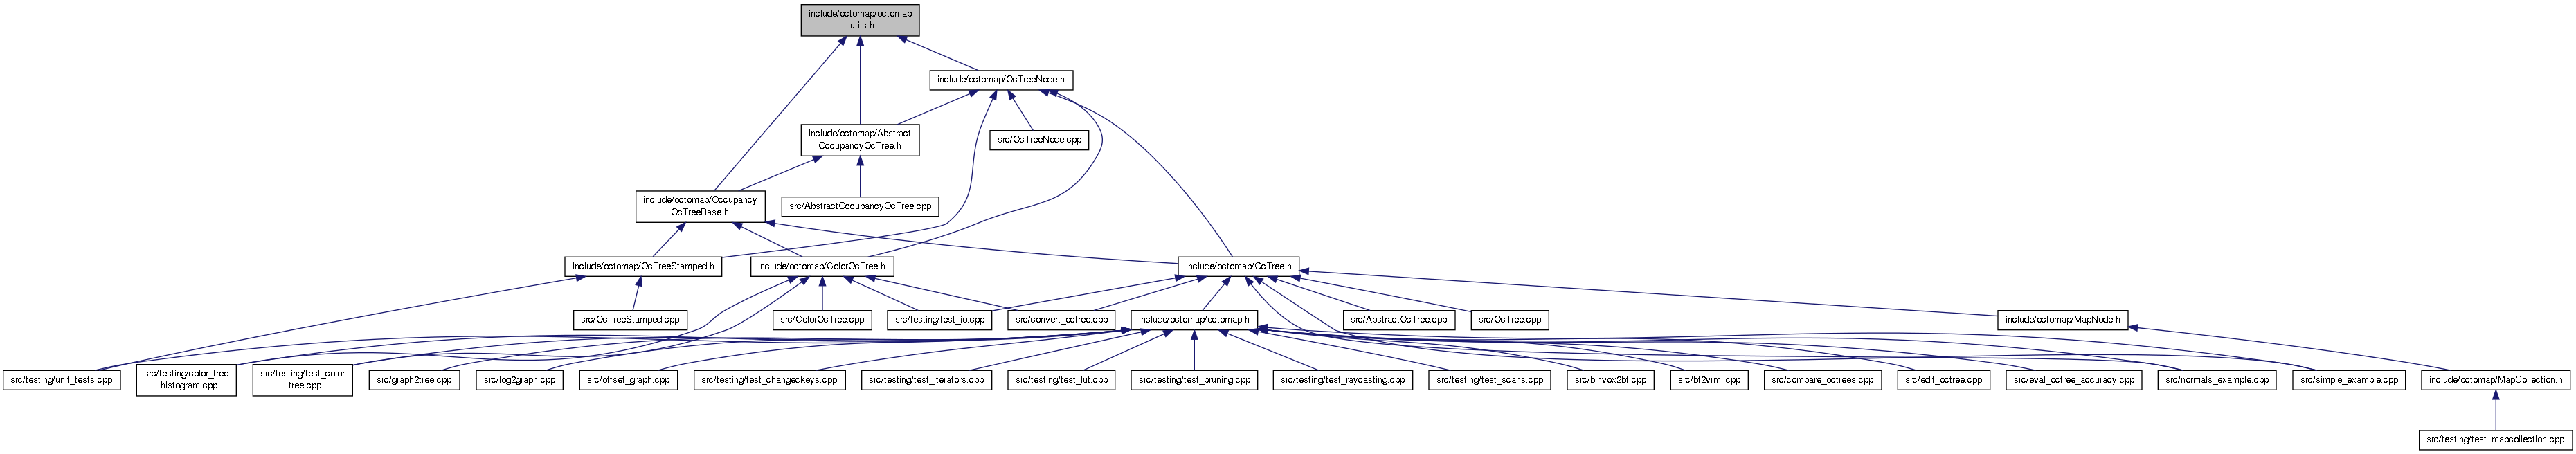 include/octomap/octomap
_utils.h
include/octomap/OcTreeNode.h
include/octomap/Abstract
OccupancyOcTree.h
src/OcTreeNode.cpp
include/octomap/Occupancy
OcTreeBase.h
src/AbstractOccupancyOcTree.cpp
include/octomap/OcTreeStamped.h
include/octomap/ColorOcTree.h
include/octomap/OcTree.h
src/OcTreeStamped.cpp
src/ColorOcTree.cpp
src/testing/test_io.cpp
src/convert_octree.cpp
include/octomap/octomap.h
src/AbstractOcTree.cpp
src/OcTree.cpp
include/octomap/MapNode.h
src/testing/unit_tests.cpp
src/testing/color_tree
_histogram.cpp
src/testing/test_color
_tree.cpp
src/graph2tree.cpp
src/log2graph.cpp
src/offset_graph.cpp
src/testing/test_changedkeys.cpp
src/testing/test_iterators.cpp
src/testing/test_lut.cpp
src/testing/test_pruning.cpp
src/testing/test_raycasting.cpp
src/testing/test_scans.cpp
src/binvox2bt.cpp
src/bt2vrml.cpp
src/compare_octrees.cpp
src/edit_octree.cpp
src/eval_octree_accuracy.cpp
src/normals_example.cpp
src/simple_example.cpp
include/octomap/MapCollection.h
src/testing/test_mapcollection.cpp